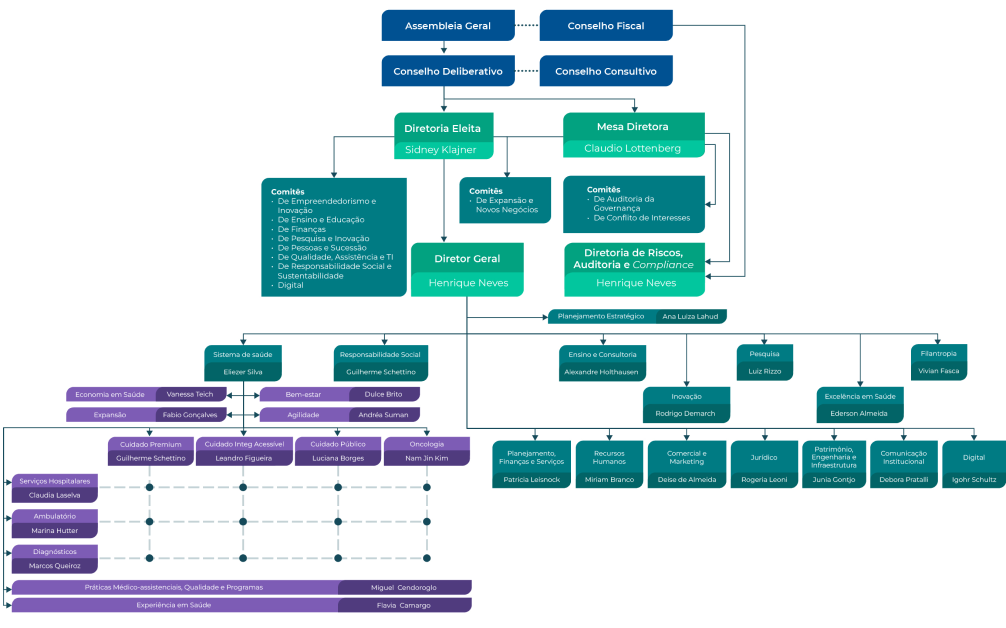 Assembleia Geral
Conselho Fiscal
Conselho Deliberativo
Conselho Consultivo
Diretoria Eleita
Sidney Klajner
Mesa Diretora
Claudio Lottenberg
Comitês
· De Empreendedorismo e
Inovação
· De Ensino e Educação
· De Finanças
· De Pesquisa e Inovação
· De Pessoas e Sucessão
· De Qualidade, Assistência e TI
· De Responsabilidade Social e
Sustentabilidade
· Digital
Comitês
· De Expansão e
Novos Negócios
Comitês
· De Auditoria da
Governança
· De Conflito de Interesses
Diretor Geral
Henrique Neves
Diretoria de Riscos,
Auditoria e Compliance
Henrique Neves
Planejamento Estratégico
Ana Luiza Lahud
Sistema de saúde
Eliezer Silva
Responsabilidade Social
Guilherme Schettino
Ensino e Consultoria
Alexandre Holthausen
Pesquisa
Luiz Rizzo
Filantropia
Vivian Fasca
Inovação
Rodrigo Demarch
Excelência em Saúde
Ederson Almeida
Economia em Saúde
Vanessa Teich
Bem-estar
Dulce Brito
Expansão
Fabio Gonçalves
Agilidade
Andréa Suman
Cuidado Premium
Guilherme Schettino
Cuidado Integ Acessível
Leandro Figueira
Cuidado Público
Luciana Borges
Oncologia
Nam Jin Kim
Planejamento,
Finanças e Serviços
Patricia Leisnock
Recursos
Humanos
Miriam Branco
Comercial e
Marketing
Deise de Almeida
Jurídico
Rogeria Leoni
Patrimônio,
Engenharia e
Infraestrutura
Junia Gontjo
Comunicação
Institucional
Debora Pratalli
Digital
Igohr Schultz
Serviços Hospitalares
Claudia Laselva
Ambulatório
Marina Hutter
Diagnósticos
Marcos Queiroz
Práticas Médico-assistenciais, Qualidade e Programas
Miguel Cendoroglo
Experiência em Saúde
Flavia Camargo